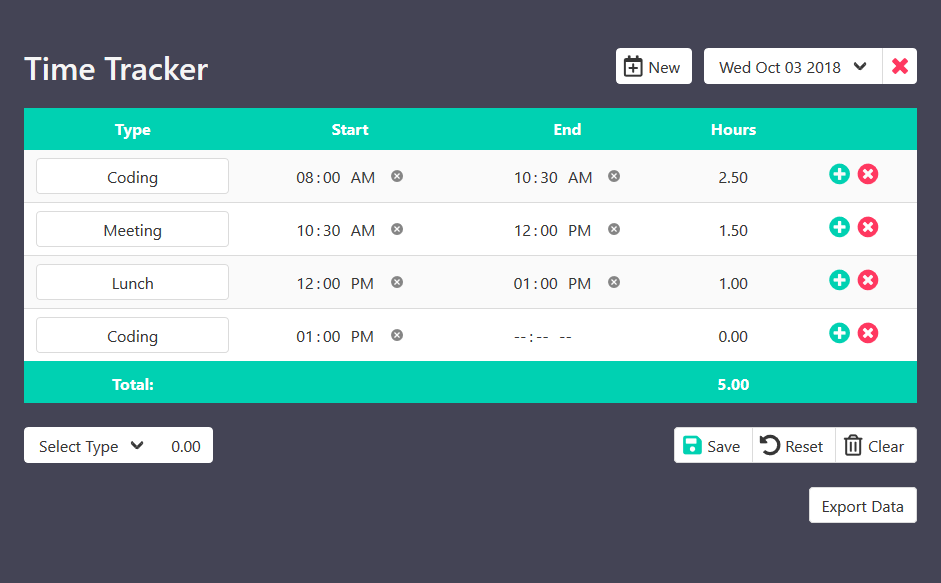 Time Tracker New Wed Oct 03 2018
Type Start End Hours
Coding 08:00 AM 10:30 AM 2.50
Meeting 10:30 AM 12:00 PM 1.50
Lunch 12:00 PM 01:00 PM 1.00
Coding 01:00 PM --:-- -- 0.00
Total: 5.00
Select Type 0.00 Save Reset Clear
Export Data